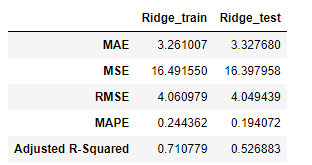 Ridge_train Ridge_test
MAE 3.261007 3.327680
MSE 16.491550 16.397958
RMSE 4.060979 4.049439
MAPE 0.244362 0.194072
Adjusted R-Squared 0.710779 0.526883